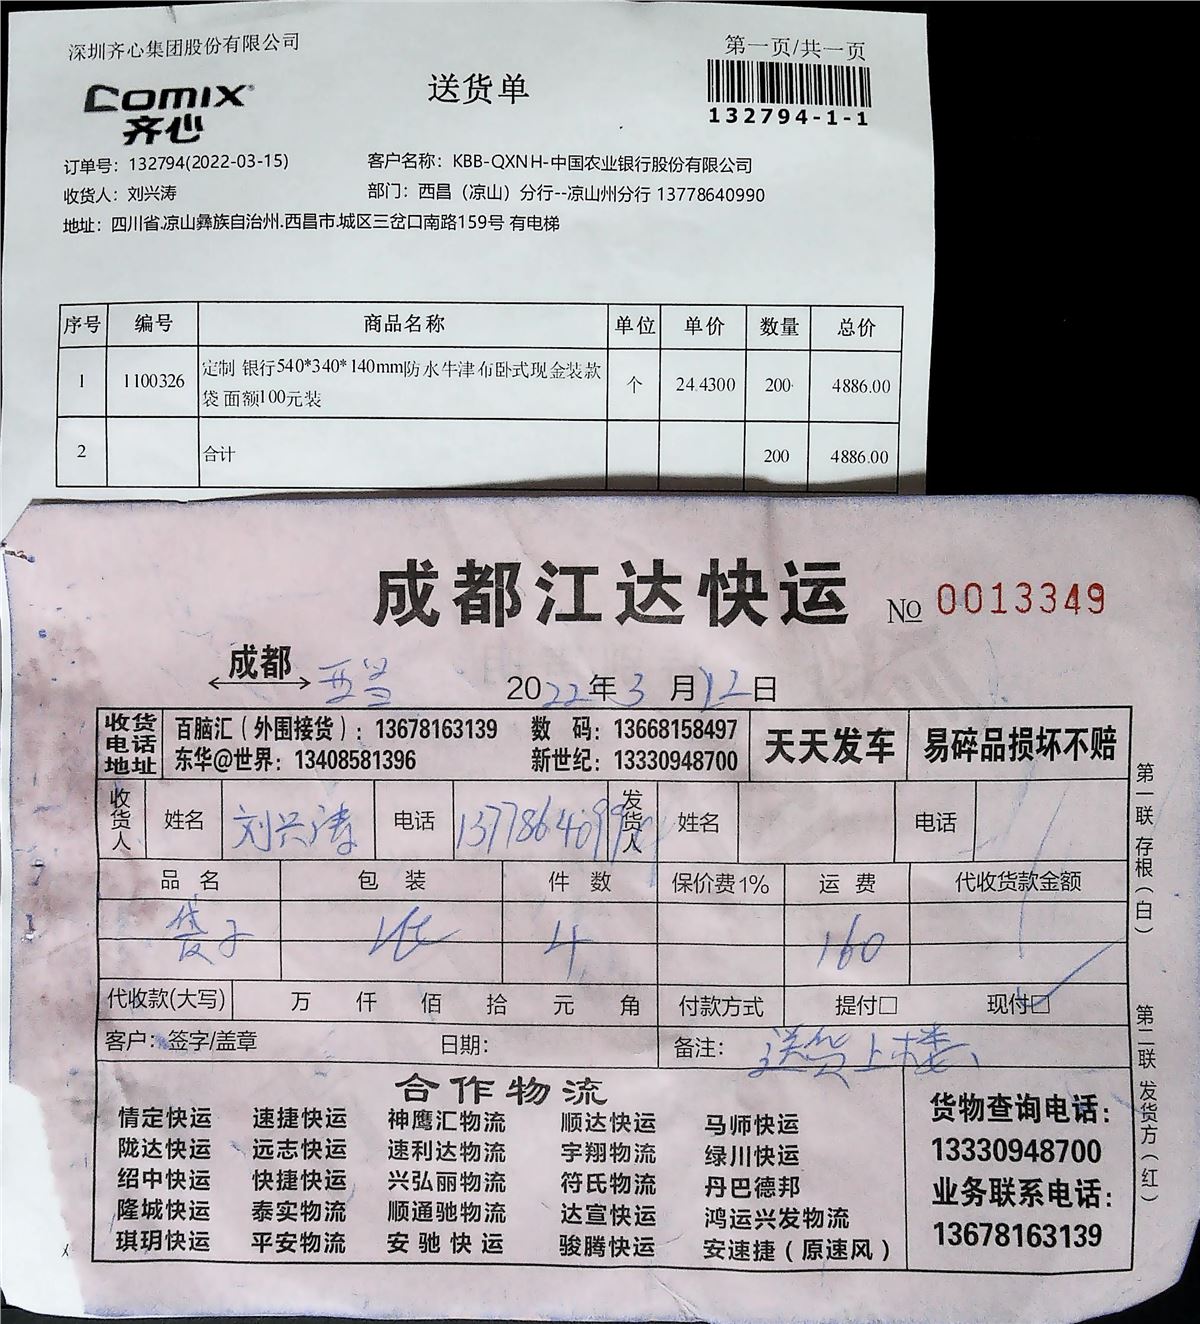 深圳齐心集团股份有限公司
第一页/共一页
comix
齐心
送货单
132794-1-1
订单号：132794(2022-03-15)
客户名称：KBB-QXNH-中国农业银行股份有限公司
收货人：刘兴涛
部门：西昌（凉山）分行--凉山州分行 13778640990
地址：四川省.凉山彝族自治州.西昌市.城区三岔口南路159号 有电梯
序号 编号 商品名称 单位 单价 数量 总价
1 1100326 定制 银行540*340*140mm防水牛津布卧式现金装款 个 24.4300 200 4886.00
袋 面额100元装
2 合计 200 4886.00
成都江达快运 No 0013349
成都 西昌 2022年3月12日
收货电话地址 百脑汇（外围接货）：13678163139 数 码：13668158497 天天发车 易碎品损坏不赔
东华@世界：13408581396 新世纪：13330948700
收货人 姓名 刘兴涛 电话 1377864099 发货人 姓名 电话
品 名 包 装 件 数 保价费1% 运 费 代收货款金额
袋子 4 160
代收款(大写) 万 仟 佰 拾 元 角 付款方式 提付□ 现付□
客户：签字/盖章 日期： 备注： 送货上楼
合作物流
情定快运 速捷快运 神鹰汇物流 顺达快运 马师快运
陇达快运 远志快运 速利达物流 宇翔物流 绿川快运
绍中快运 快捷快运 兴弘丽物流 符氏物流 丹巴德邦
隆城快运 泰实物流 顺通驰物流 达宣快运 鸿运兴发物流
琪玥快运 平安物流 安驰快运 骏腾快运 安速捷（原速风）
货物查询电话：
13330948700
业务联系电话：
13678163139
第一联 存根（白）
第二联 发货方（红）